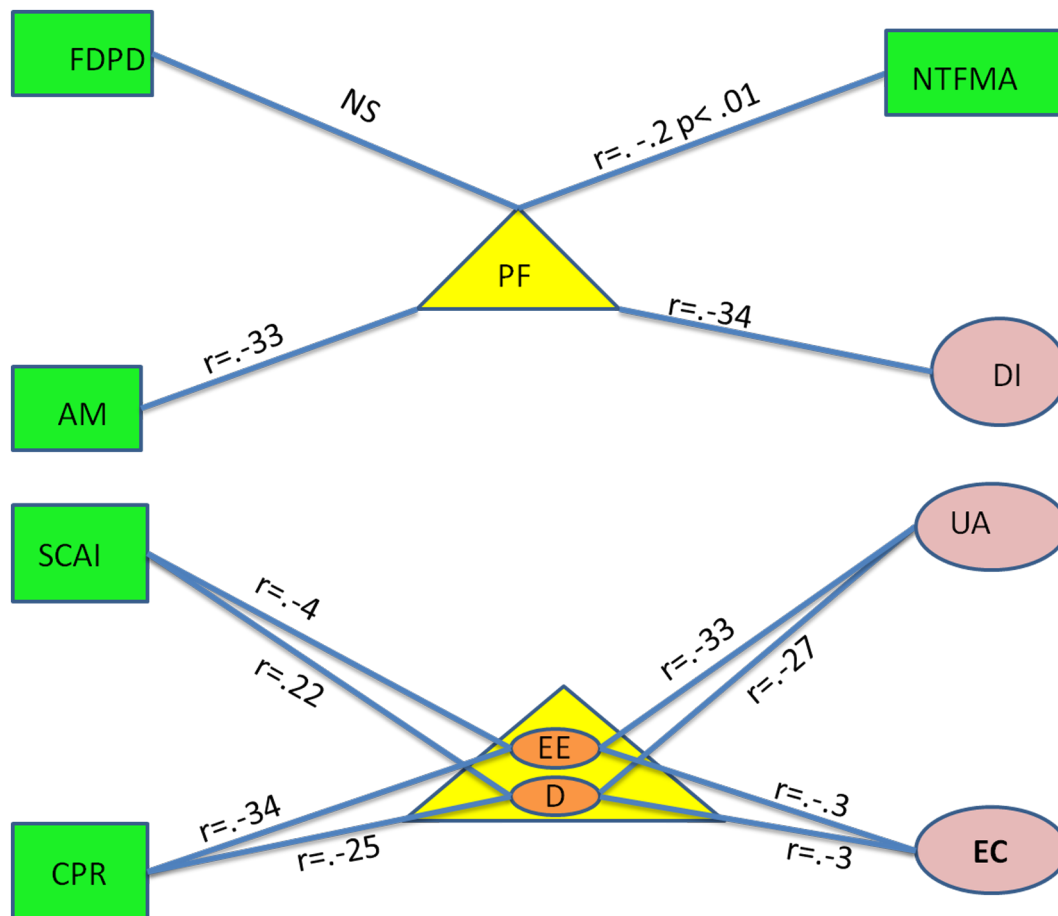 FDPD
NTFMA
NS
r=. -.2 p< .01
PF
r=.-33
r=.-34
AM
DI
SCAI
UA
r=.-4
r=.22
r=.-33
r=.-27
EE
D
r=.-34
r=.-25
r=.-.3
r=.-3
CPR
EC